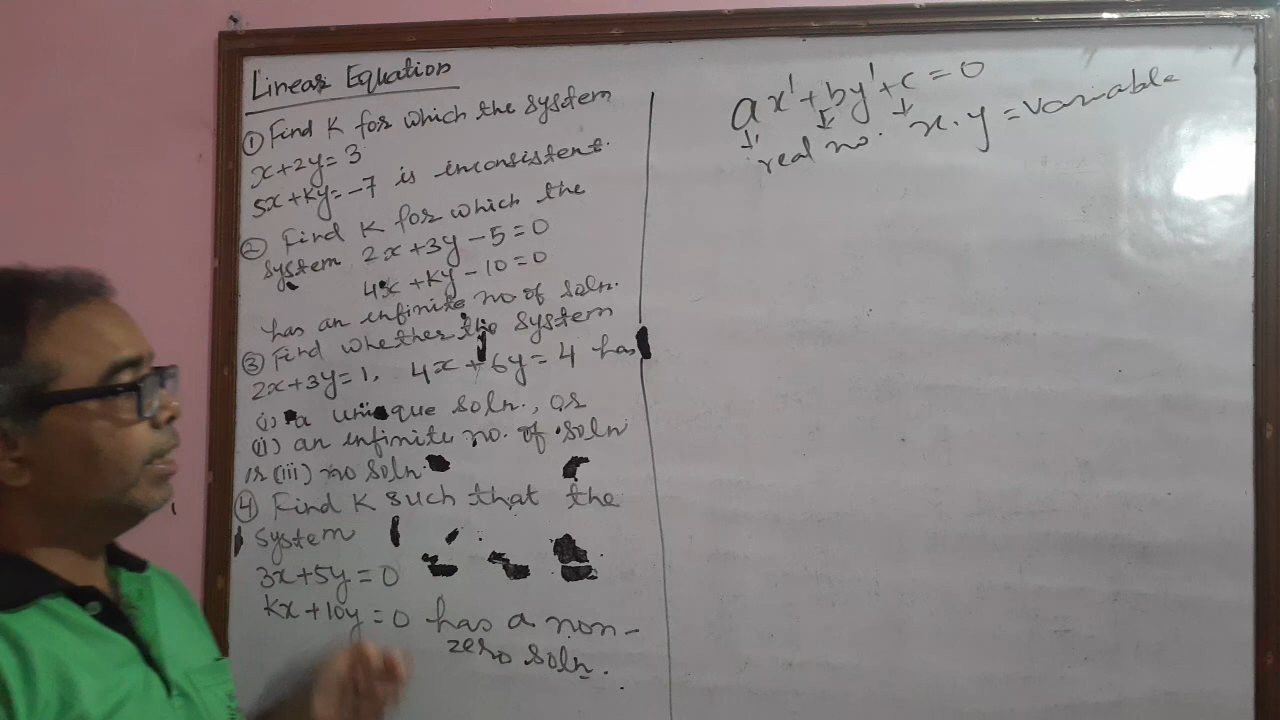 Linear Equation
① Find K for which the system
x+2y=3
5x+Ky=-7 is inconsistent.
② Find K for which the
system 2x+3y-5=0
4x+Ky-10=0
has an infinite no. of soln.
③ Find whether the system
2x+3y=1, 4x+6y=4 has
(i) a unique soln., or
(ii) an infinite no. of soln
or (iii) no soln.
④ Find K such that the
system
3x+5y=0
Kx+10y=0 has a non-
zero soln.
ax¹+by¹+c=0
↓ ↓ ↓
real no. x.y=variable